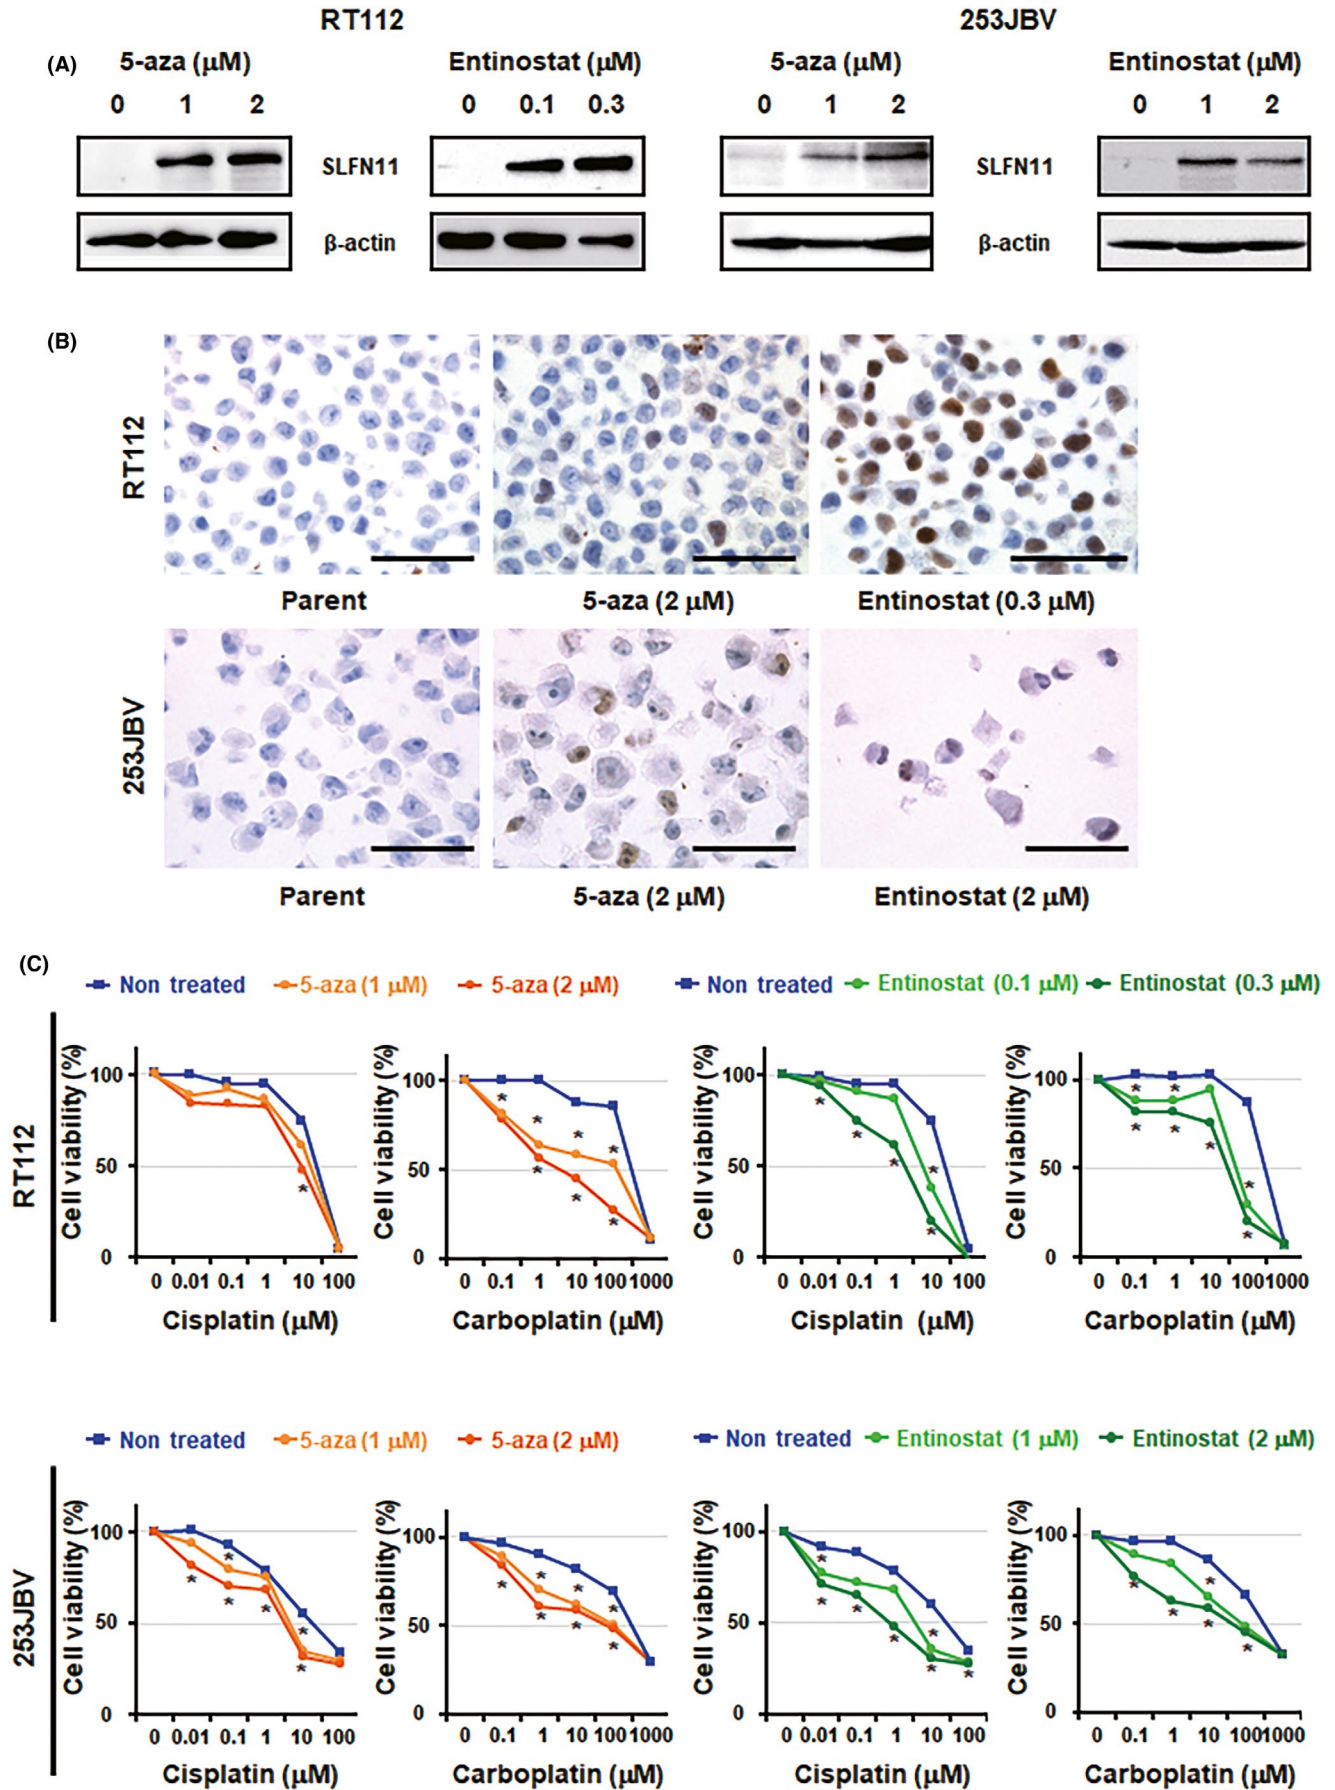 RT112 253JBV
(A) 5-aza (μM) Entinostat (μM) 5-aza (μM) Entinostat (μM)
0 1 2 0 0.1 0.3 0 1 2 0 1 2
SLFN11 SLFN11
β-actin β-actin
(B)
RT112
Parent 5-aza (2 μM) Entinostat (0.3 μM)
253JBV
Parent 5-aza (2 μM) Entinostat (2 μM)
(C)
Non treated 5-aza (1 μM) 5-aza (2 μM) Non treated Entinostat (0.1 μM) Entinostat (0.3 μM)
RT112
Cell viability (%) Cell viability (%) Cell viability (%) Cell viability (%)
100 100 100 100
* * * * * * * * * * * * * * * * * * * * *
50 50 50 50
0 0 0 0
0 0.01 0.1 1 10 100 0 0.1 1 10 100 1000 0 0.01 0.1 1 10 100 0 0.1 1 10 100 1000
Cisplatin (μM) Carboplatin (μM) Cisplatin (μM) Carboplatin (μM)
Non treated 5-aza (1 μM) 5-aza (2 μM) Non treated Entinostat (1 μM) Entinostat (2 μM)
253JBV
Cell viability (%) Cell viability (%) Cell viability (%) Cell viability (%)
100 100 100 100
* * * * * * * * * * * * * * * * * * * * * * * * * *
50 50 50 50
0 0 0 0
0 0.01 0.1 1 10 100 0 0.1 1 10 100 1000 0 0.01 0.1 1 10 100 0 0.1 1 10 100 1000
Cisplatin (μM) Carboplatin (μM) Cisplatin (μM) Carboplatin (μM)